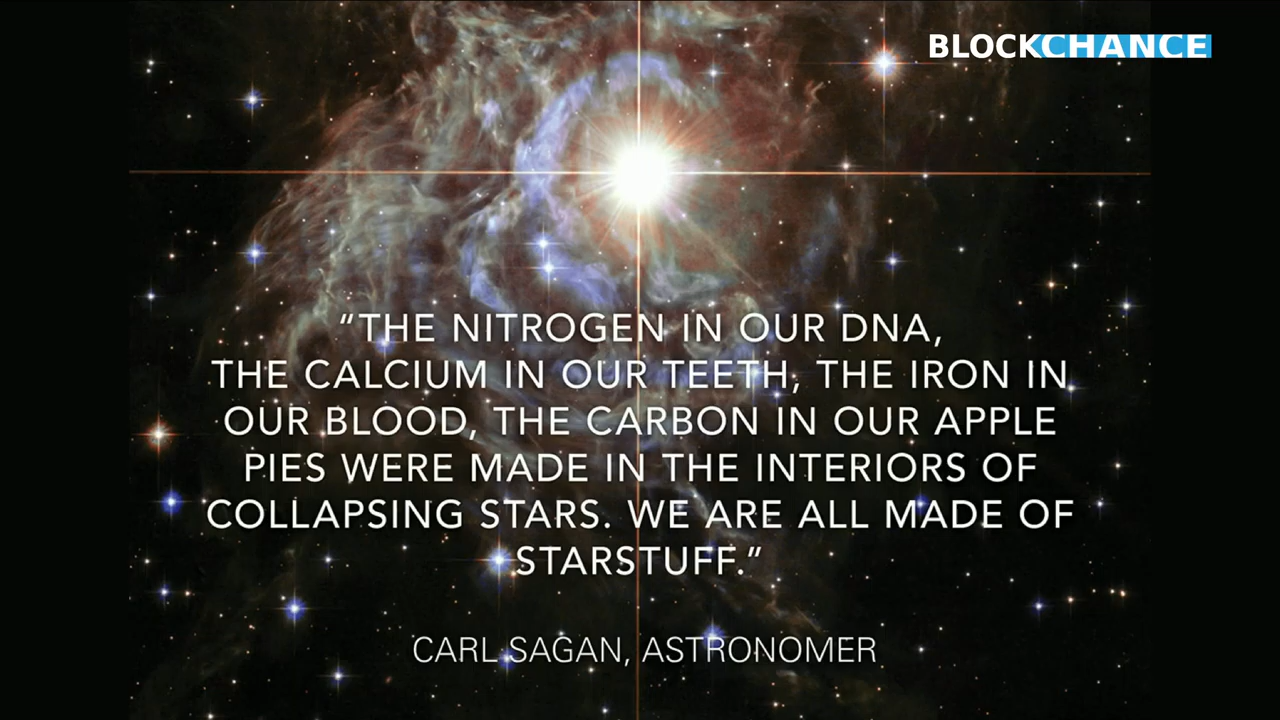 BLOCKCHANCE
“THE NITROGEN IN OUR DNA,
THE CALCIUM IN OUR TEETH, THE IRON IN
OUR BLOOD, THE CARBON IN OUR APPLE
PIES WERE MADE IN THE INTERIORS OF
COLLAPSING STARS. WE ARE ALL MADE OF
STARSTUFF.”
CARL SAGAN, ASTRONOMER